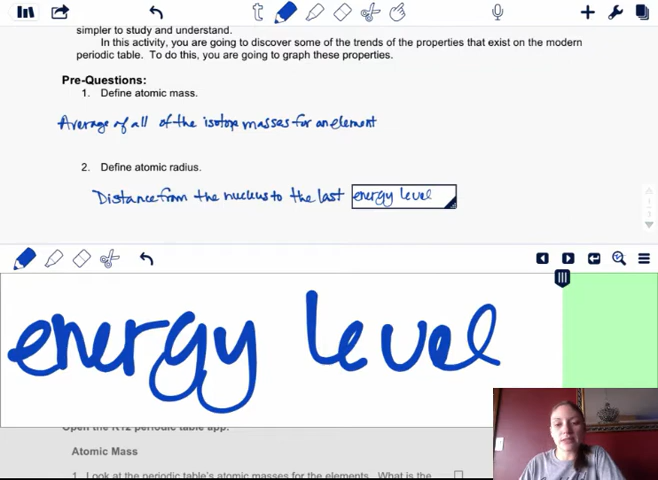 simpler to study and understand.
In this activity, you are going to discover some of the trends of the properties that exist on the modern
periodic table. To do this, you are going to graph these properties.
Pre-Questions:
1. Define atomic mass.
Average of all of the isotope masses for an element
2. Define atomic radius.
Distance from the nucleus to the last energy level
energy level
Open the K12 periodic table app.
Atomic Mass
1. Look at the periodic table's atomic masses for the elements. What is the